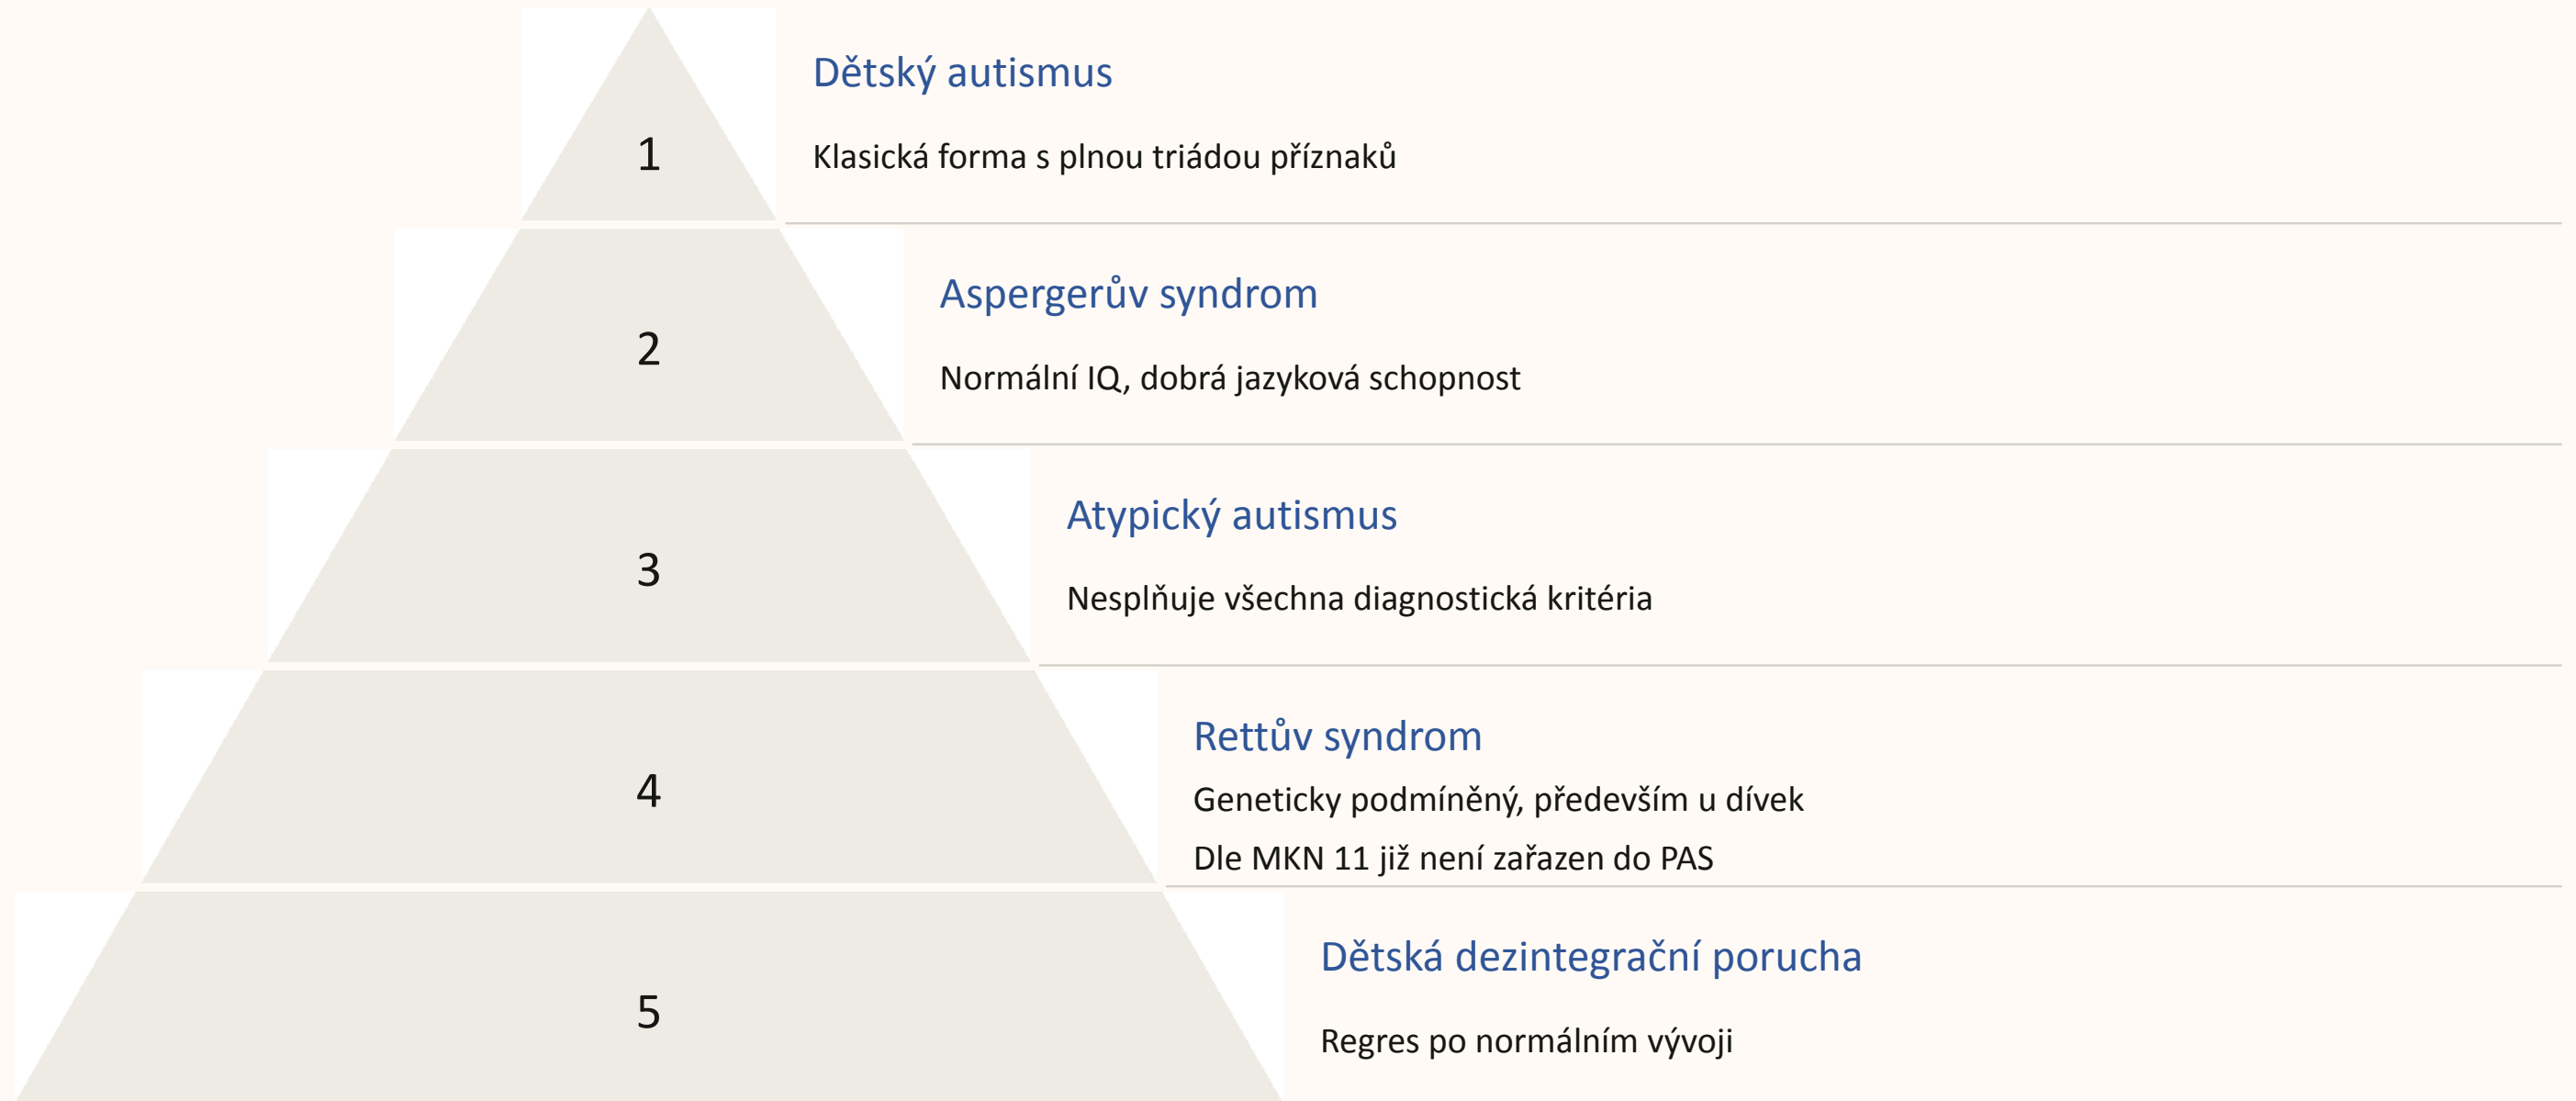 1
Dětský autismus
Klasická forma s plnou triádou příznaků
2
Aspergerův syndrom
Normální IQ, dobrá jazyková schopnost
3
Atypický autismus
Nesplňuje všechna diagnostická kritéria
4
Rettův syndrom
Geneticky podmíněný, především u dívek
Dle MKN 11 již není zařazen do PAS
5
Dětská dezintegrační porucha
Regres po normálním vývoji